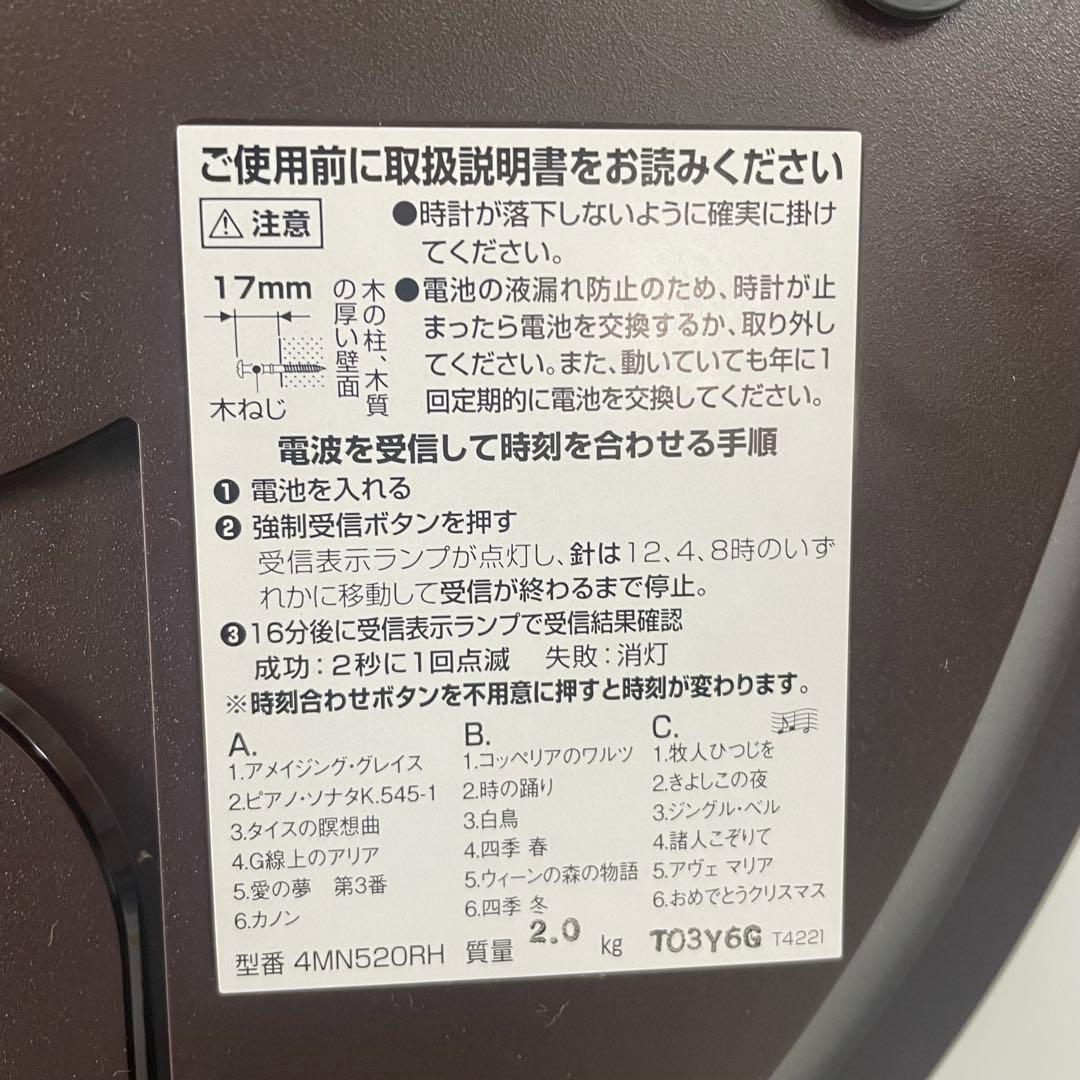 ご使用前に取扱説明書をお読みください
⚠ 注意
●時計が落下しないように確実に掛け
てください。
17mm
木の柱、木質
の厚い壁面
木ねじ
●電池の液漏れ防止のため、時計が止
まったら電池を交換するか、取り外し
てください。また、動いていても年に1
回定期的に電池を交換してください。
電波を受信して時刻を合わせる手順
❶ 電池を入れる
❷ 強制受信ボタンを押す
受信表示ランプが点灯し、針は12、4、8時のいず
れかに移動して受信が終わるまで停止。
❸16分後に受信表示ランプで受信結果確認
成功：2秒に1回点滅 失敗：消灯
※時刻合わせボタンを不用意に押すと時刻が変わります。
A.
1.アメイジング・グレイス
2.ピアノ・ソナタK.545-1
3.タイスの瞑想曲
4.G線上のアリア
5.愛の夢 第3番
6.カノン
B.
1.コッペリアのワルツ
2.時の踊り
3.白鳥
4.四季 春
5.ウィーンの森の物語
6.四季 冬
C.
1.牧人ひつじを
2.きよしこの夜
3.ジングル・ベル
4.諸人こぞりて
5.アヴェ マリア
6.おめでとうクリスマス
型番 4MN520RH 質量 2.0 kg T03Y6G T4221